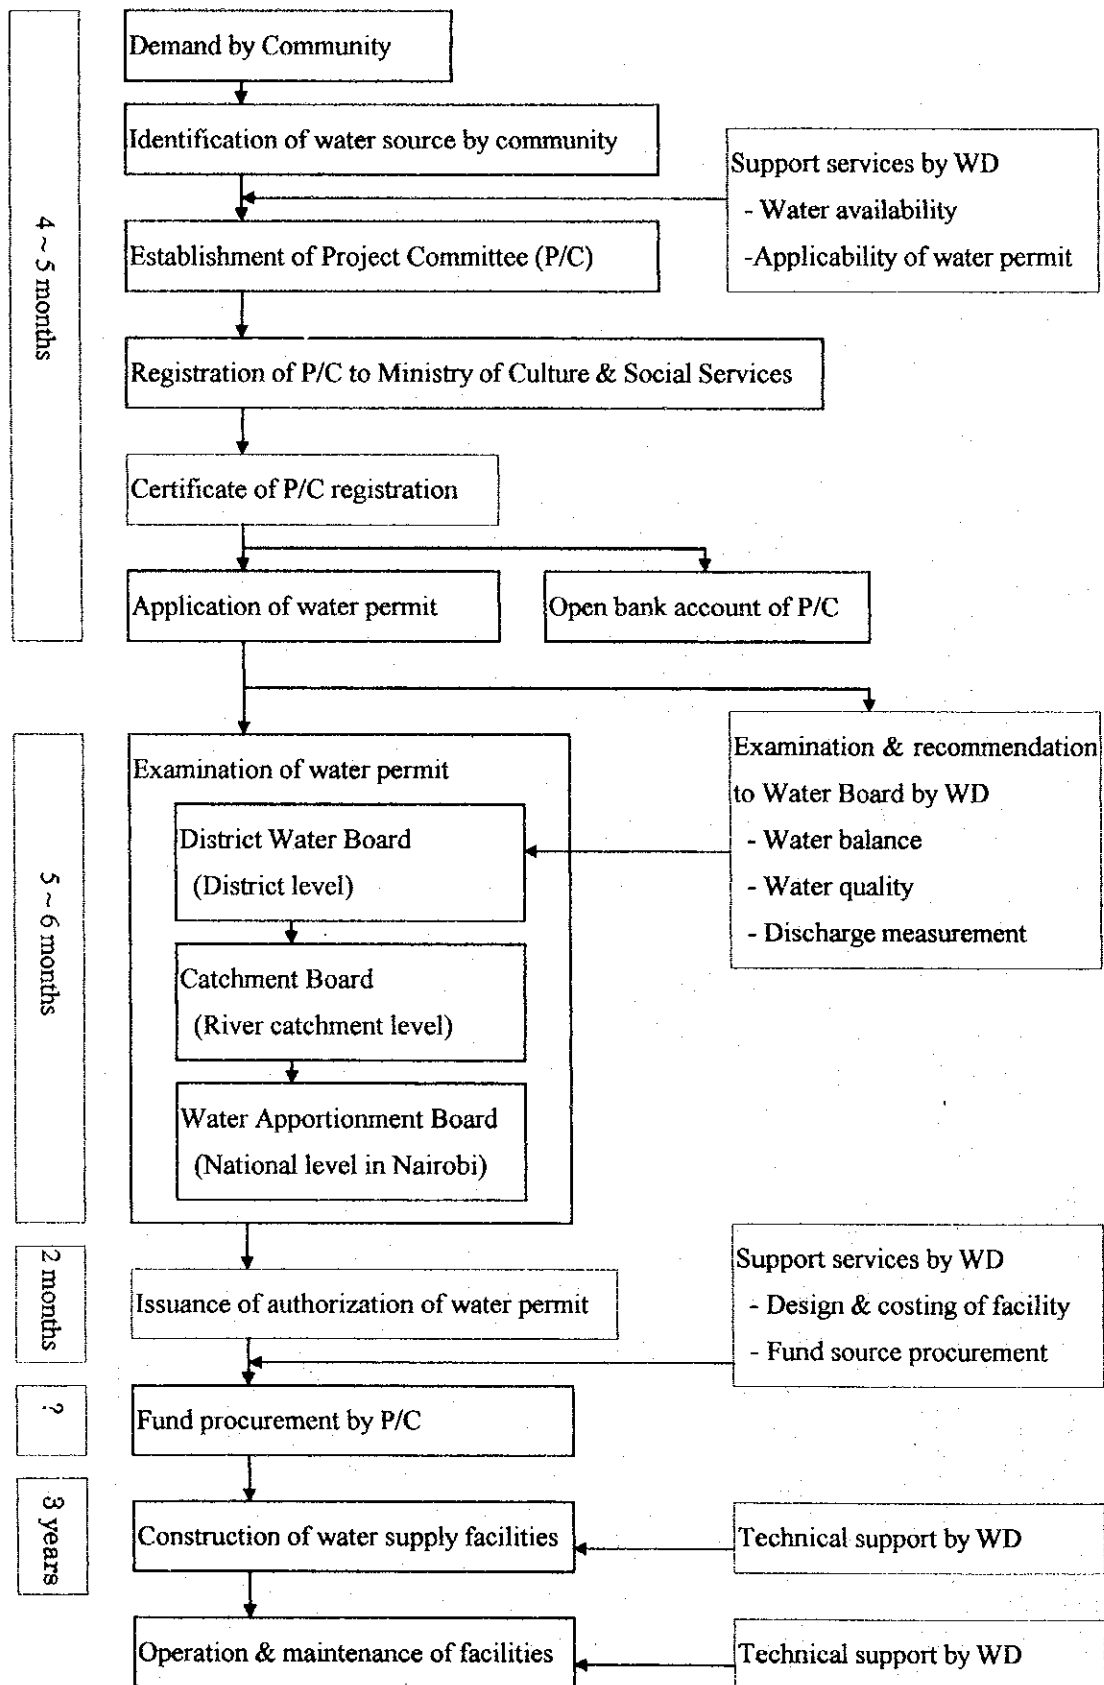 Demand by Community
Identification of water source by community
Support services by WD
- Water availability
-Applicability of water permit
4 ~ 5 months
Establishment of Project Committee (P/C)
Registration of P/C to Ministry of Culture & Social Services
Certificate of P/C registration
Application of water permit
Open bank account of P/C
5 ~ 6 months
Examination of water permit
District Water Board
(District level)
Catchment Board
(River catchment level)
Water Apportionment Board
(National level in Nairobi)
Examination & recommendation
to Water Board by WD
- Water balance
- Water quality
- Discharge measurement
2 months
Issuance of authorization of water permit
Support services by WD
- Design & costing of facility
- Fund source procurement
?
Fund procurement by P/C
3 years
Construction of water supply facilities
Technical support by WD
Operation & maintenance of facilities
Technical support by WD